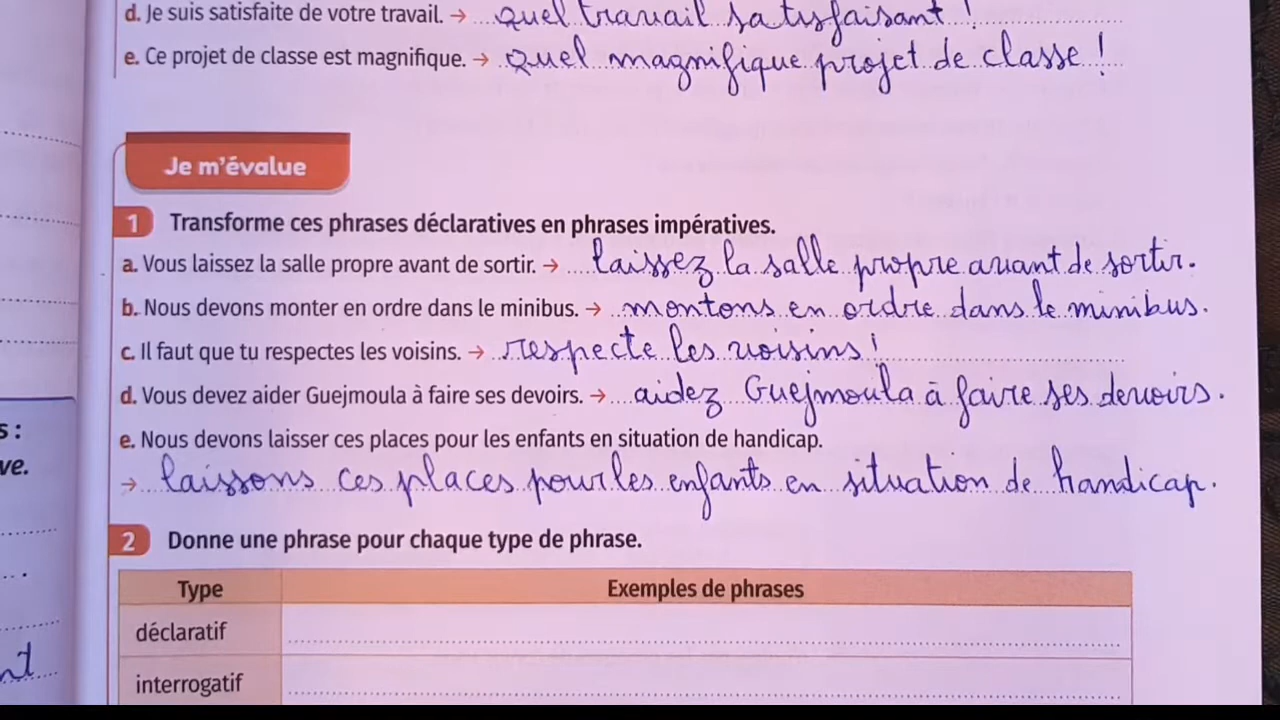 d. Je suis satisfaite de votre travail. → quel travail satisfaisant !
e. Ce projet de classe est magnifique. → quel magnifique projet de classe !
Je m'évalue
1 Transforme ces phrases déclaratives en phrases impératives.
a. Vous laissez la salle propre avant de sortir. → laissez la salle propre avant de sortir.
b. Nous devons monter en ordre dans le minibus. → montons en ordre dans le minibus.
c. Il faut que tu respectes les voisins. → respecte les voisins !
d. Vous devez aider Guejmoula à faire ses devoirs. → aidez Guejmoula à faire ses devoirs.
s :
e. Nous devons laisser ces places pour les enfants en situation de handicap.
ve.
→ laissons ces places pour les enfants en situation de handicap.
2 Donne une phrase pour chaque type de phrase.
Type Exemples de phrases
déclaratif
nt
interrogatif